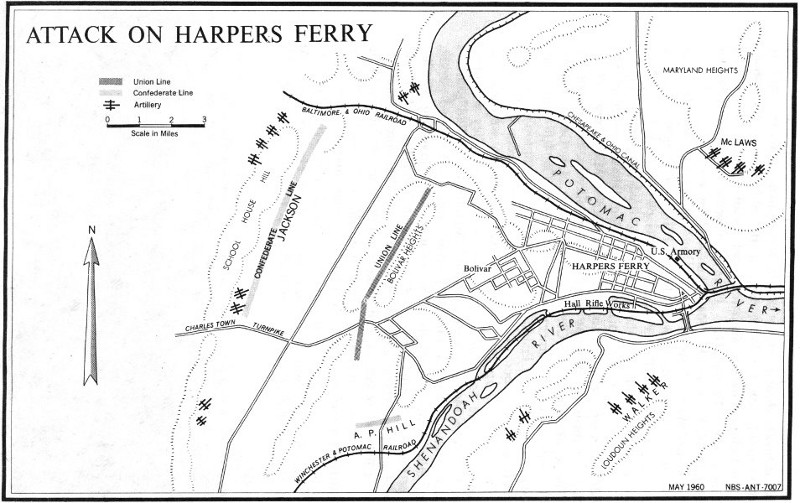 ATTACK ON HARPERS FERRY
Union Line
Confederate Line
Artillery
0 1 2 3
Scale in Miles
N
BALTIMORE & OHIO RAILROAD
CHESAPEAKE & OHIO CANAL
MARYLAND HEIGHTS
Mc LAWS
POTOMAC
RIVER
SCHOOL HOUSE HILL
CONFEDERATE LINE
JACKSON
UNION LINE
BOLIVAR HEIGHTS
Bolivar
HARPERS FERRY
U.S. Armory
Hall Rifle Works
CHARLES TOWN TURNPIKE
SHENANDOAH RIVER
A. P. HILL
WINCHESTER & POTOMAC RAILROAD
WALKER
LOUDOUN HEIGHTS
MAY 1960 NBS-ANT-7007